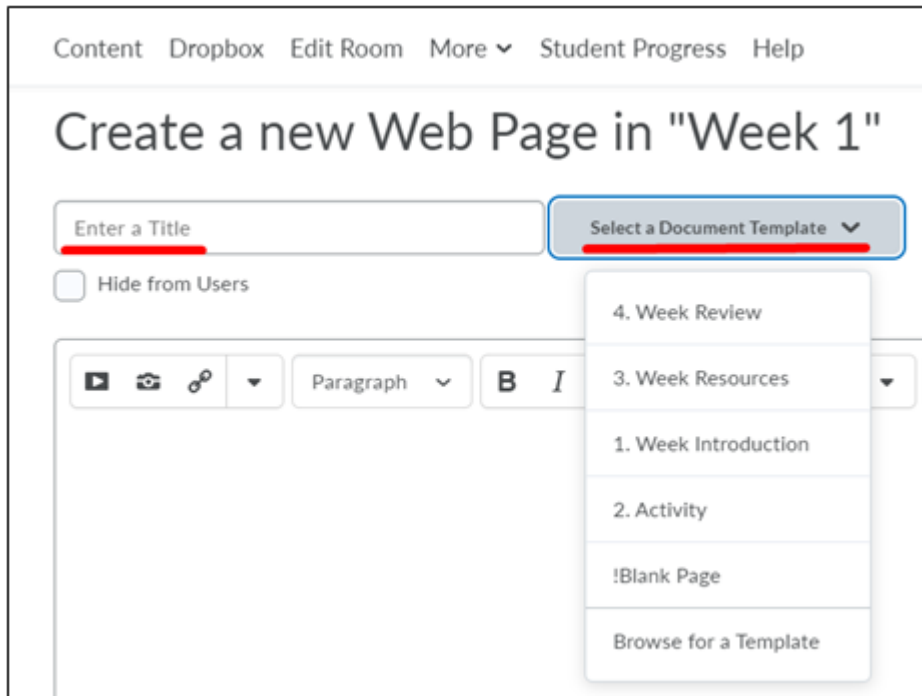 Content Dropbox Edit Room More Student Progress Help
Create a new Web Page in "Week 1"
Enter a Title
Select a Document Template
Hide from Users
4. Week Review
Paragraph B I
3. Week Resources
1. Week Introduction
2. Activity
!Blank Page
Browse for a Template